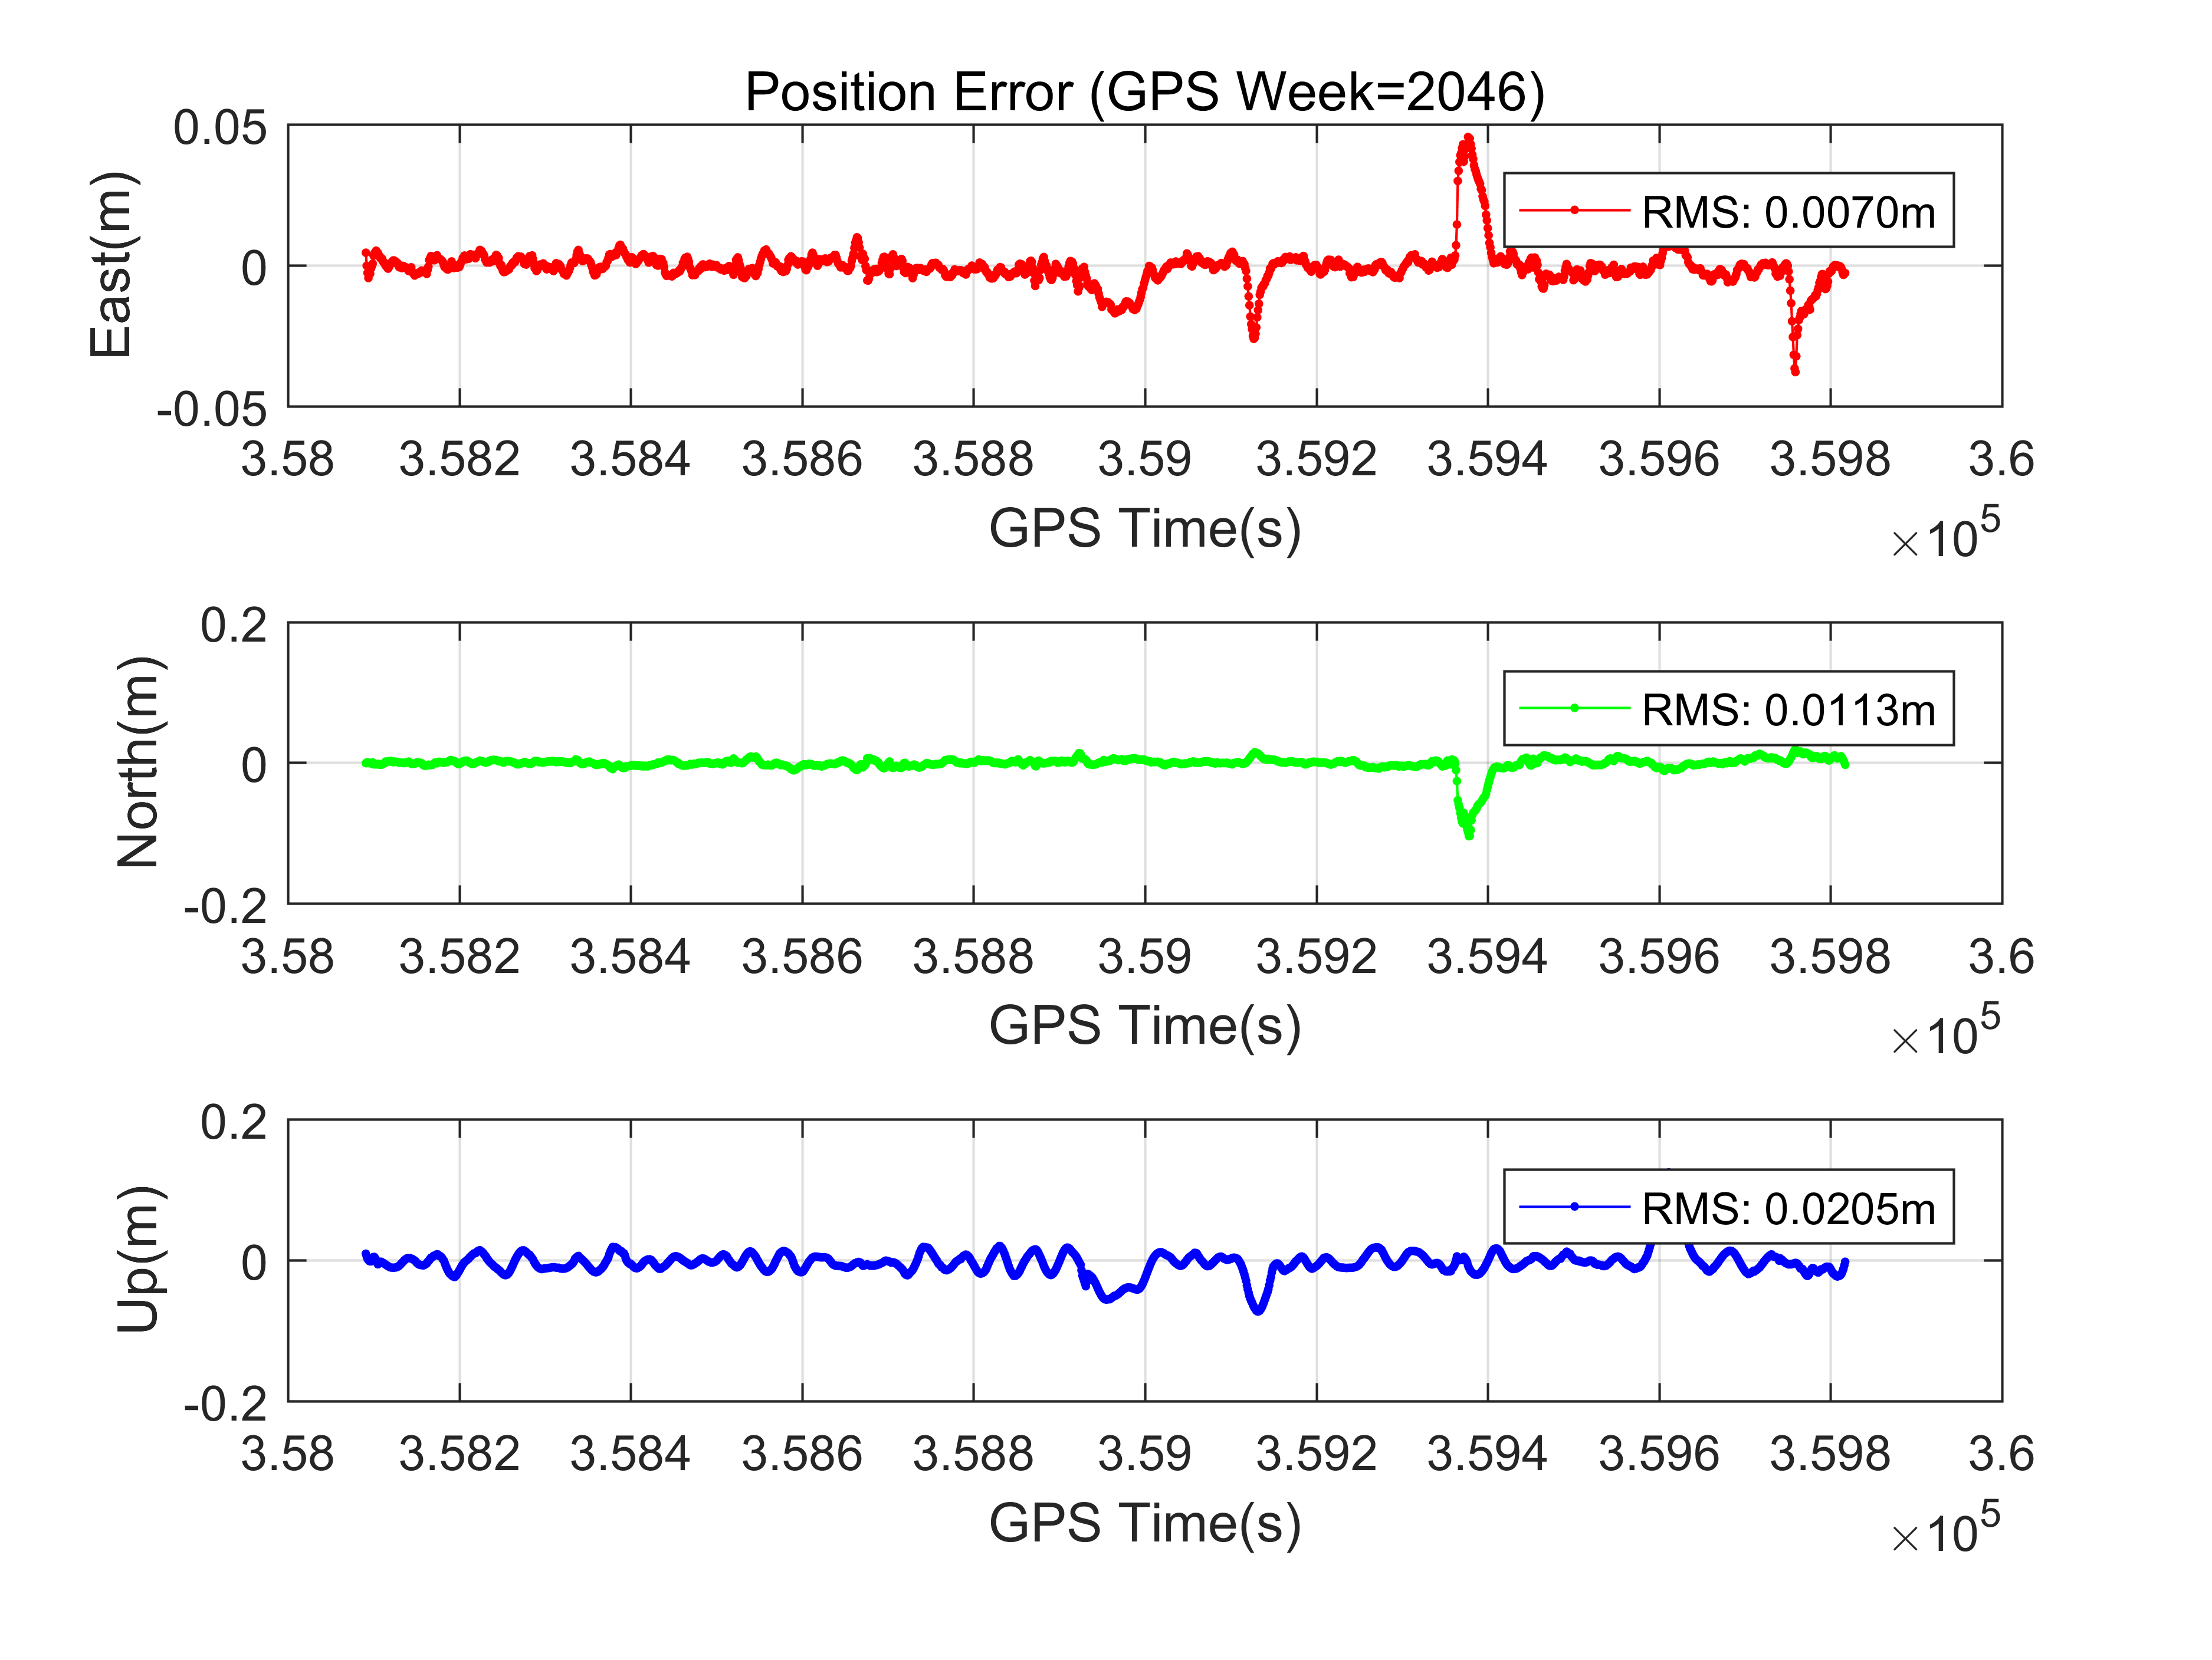 Position Error (GPS Week=2046)
0.05
0
-0.05
East(m)
RMS: 0.0070m
3.58 3.582 3.584 3.586 3.588 3.59 3.592 3.594 3.596 3.598 3.6
GPS Time(s)
×10^5
0.2
0
-0.2
North(m)
RMS: 0.0113m
3.58 3.582 3.584 3.586 3.588 3.59 3.592 3.594 3.596 3.598 3.6
GPS Time(s)
×10^5
0.2
0
-0.2
Up(m)
RMS: 0.0205m
3.58 3.582 3.584 3.586 3.588 3.59 3.592 3.594 3.596 3.598 3.6
GPS Time(s)
×10^5